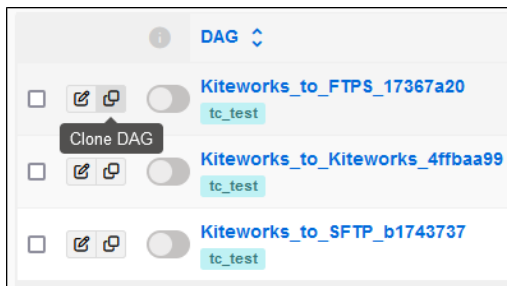 DAG
Kiteworks_to_FTPS_17367a20
tc_test
Clone DAG
Kiteworks_to_Kiteworks_4ffbaa99
tc_test
Kiteworks_to_SFTP_b1743737
tc_test